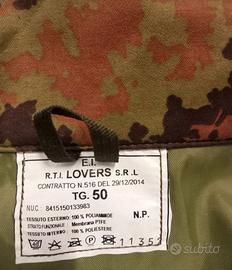 E.I.
R.T.I. LOVERS S.R.L
CONTRATTO N.516 DEL 29/12/2014
TG. 50
NUC: 8415150133983
TESSUTO ESTERNO 100 % POLIAMMIDE
STRATO FUNZIONALE Membrana PTFE
TESSUTO INTERNO 100 % POLIESTERE
N.P.
11353
subito